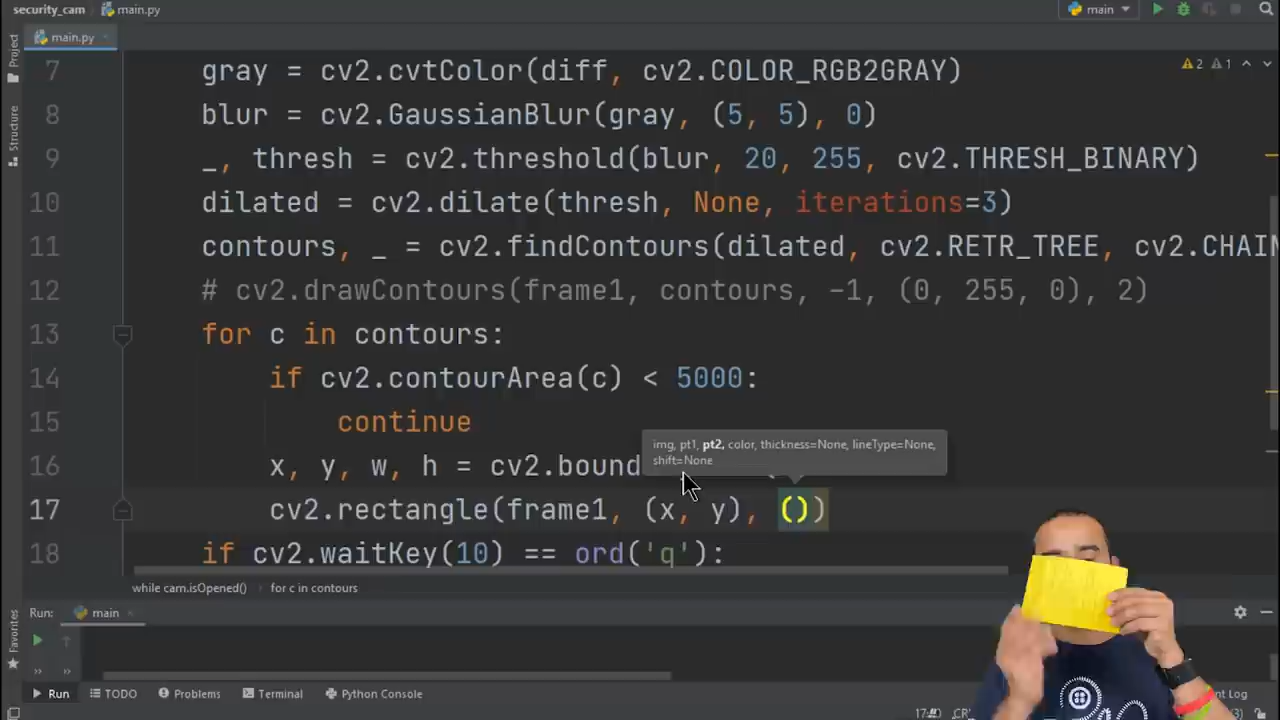 security_cam
main.py
main
Project
main.py
2
1
7 gray = cv2.cvtColor(diff, cv2.COLOR_RGB2GRAY)
8 blur = cv2.GaussianBlur(gray, (5, 5), 0)
9 _, thresh = cv2.threshold(blur, 20, 255, cv2.THRESH_BINARY)
10 dilated = cv2.dilate(thresh, None, iterations=3)
11 contours, _ = cv2.findContours(dilated, cv2.RETR_TREE, cv2.CHAIN
12 # cv2.drawContours(frame1, contours, -1, (0, 255, 0), 2)
13 for c in contours:
14 if cv2.contourArea(c) < 5000:
15 continue
img, pt1, pt2, color, thickness=None, lineType=None,
shift=None
16 x, y, w, h = cv2.bound
17 cv2.rectangle(frame1, (x, y), ())
18 if cv2.waitKey(10) == ord('q'):
Structure
while cam.isOpened()
for c in contours
Run:
main
Favorites
Run
TODO
Problems
Terminal
Python Console